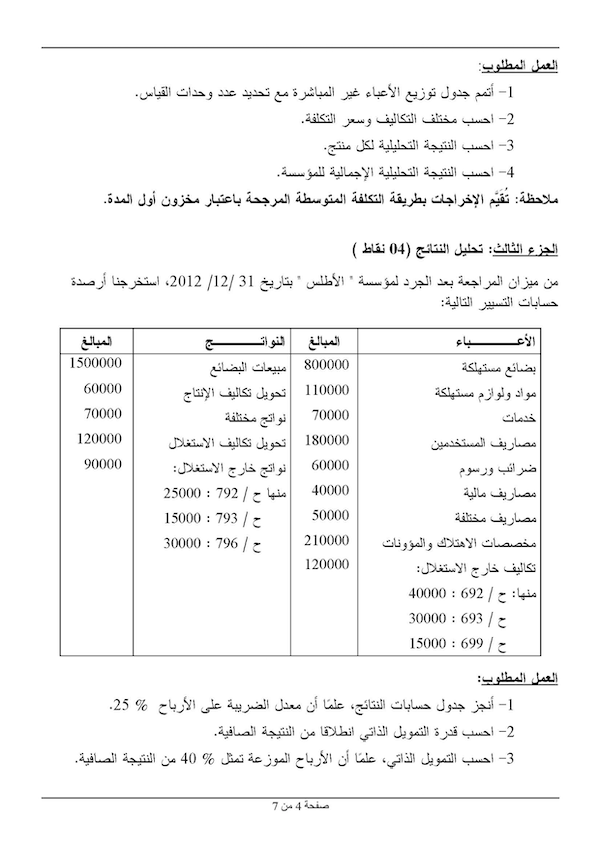 العمل المطلوب:
1- أتمم جدول توزيع الأعباء غير المباشرة مع تحديد عدد وحدات القياس.
2- احسب مختلف التكاليف وسعر التكلفة.
3- احسب النتيجة التحليلية لكل منتج.
4- احسب النتيجة التحليلية الإجمالية للمؤسسة.
ملاحظة: تُقَيَّم الإخراجات بطريقة التكلفة المتوسطة المرجحة باعتبار مخزون أول المدة.
الجزء الثالث: تحليل النتائج (04 نقاط )
من ميزان المراجعة بعد الجرد لمؤسسة " الأطلس " بتاريخ 31 /12/ 2012، استخرجنا أرصدة
حسابات التسيير التالية:
الأعـــــــباء المبالغ النواتـــــــج المبالغ
بضائع مستهلكة 800000 مبيعات البضائع 1500000
مواد ولوازم مستهلكة 110000 تحويل تكاليف الإنتاج 60000
خدمات 70000 نواتج مختلفة 70000
مصاريف المستخدمين 180000 تحويل تكاليف الاستغلال 120000
ضرائب ورسوم 60000 نواتج خارج الاستغلال: 90000
مصاريف مالية 40000 منها ح / 792 : 25000
مصاريف مختلفة 50000 ح / 793 : 15000
مخصصات الاهتلاك والمؤونات 210000 ح / 796 : 30000
تكاليف خارج الاستغلال: 120000
منها: ح / 692 : 40000
ح / 693 : 30000
ح / 699 : 15000
العمل المطلوب:
1- أنجز جدول حسابات النتائج، علمًا أن معدل الضريبة على الأرباح % 25.
2- احسب قدرة التمويل الذاتي انطلاقا من النتيجة الصافية.
3- احسب التمويل الذاتي، علمًا أن الأرباح الموزعة تمثل % 40 من النتيجة الصافية.
صفحة 4 من 7